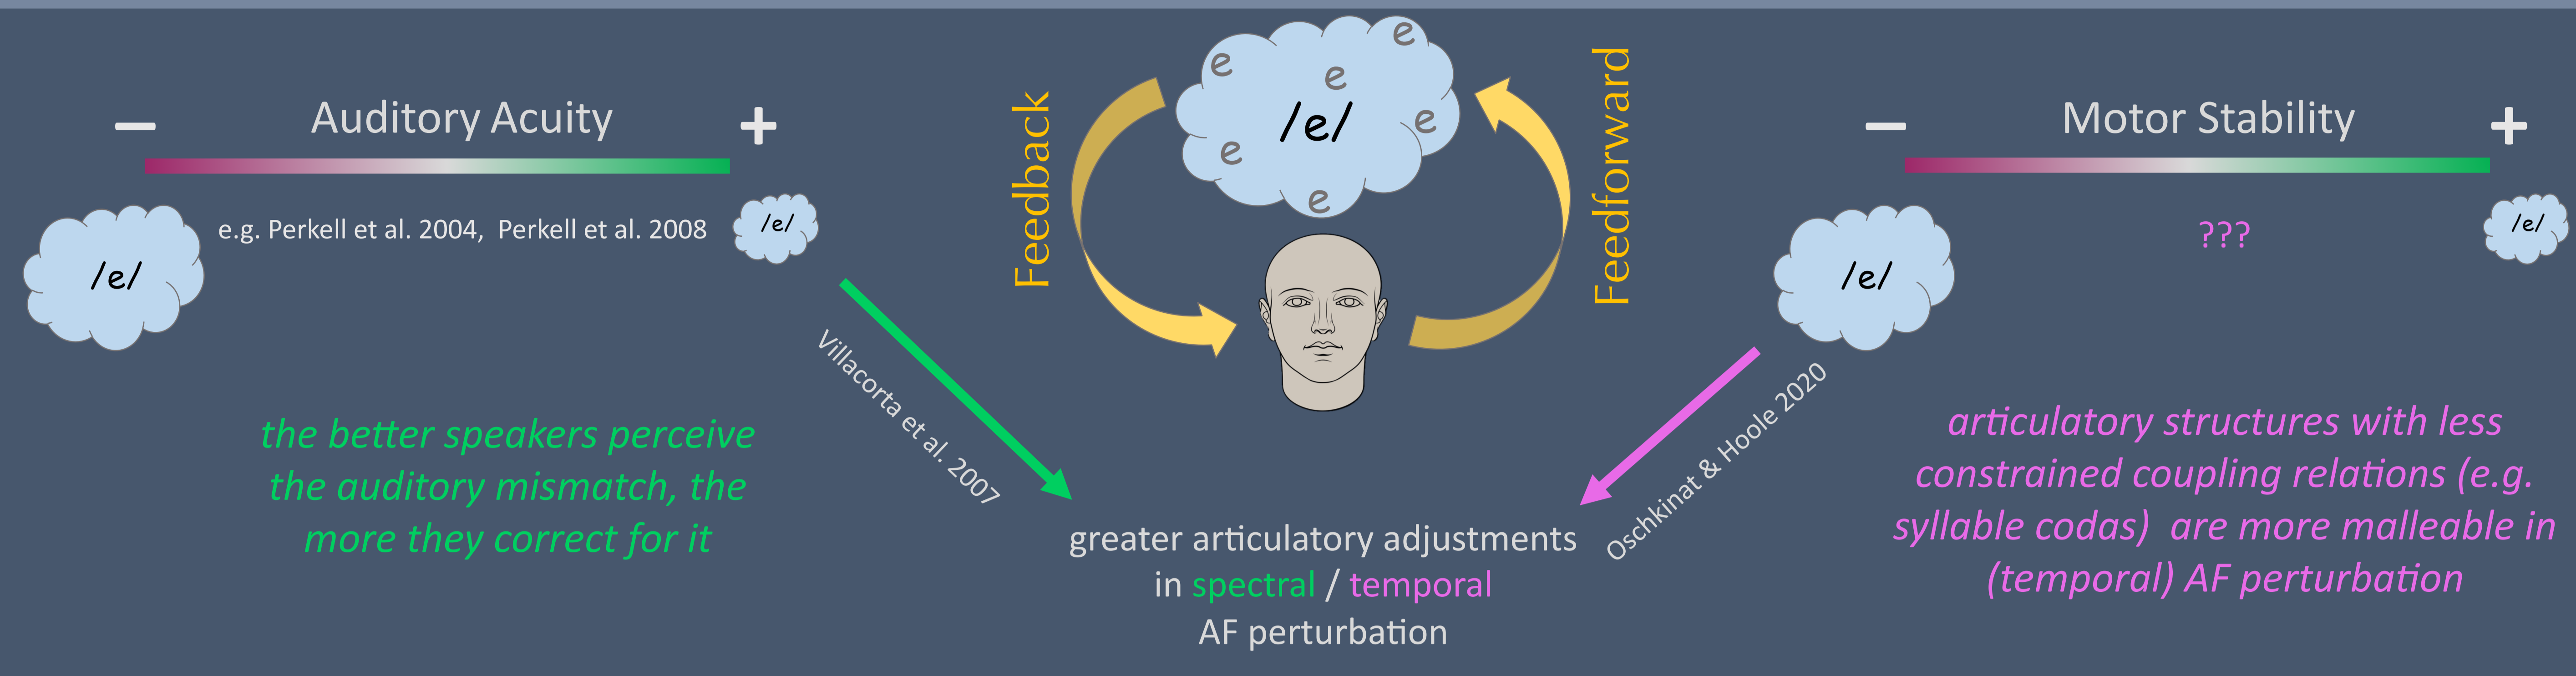 − Auditory Acuity +
e.g. Perkell et al. 2004, Perkell et al. 2008
/e/
/e/
the better speakers perceive
the auditory mismatch, the
more they correct for it
Villacorta et al. 2007
Feedback
e
e
e
/e/
e
e
e
Feedforward
greater articulatory adjustments
in spectral / temporal
AF perturbation
Oschkinat & Hoole 2020
− Motor Stability +
???
/e/
/e/
articulatory structures with less
constrained coupling relations (e.g.
syllable codas) are more malleable in
(temporal) AF perturbation